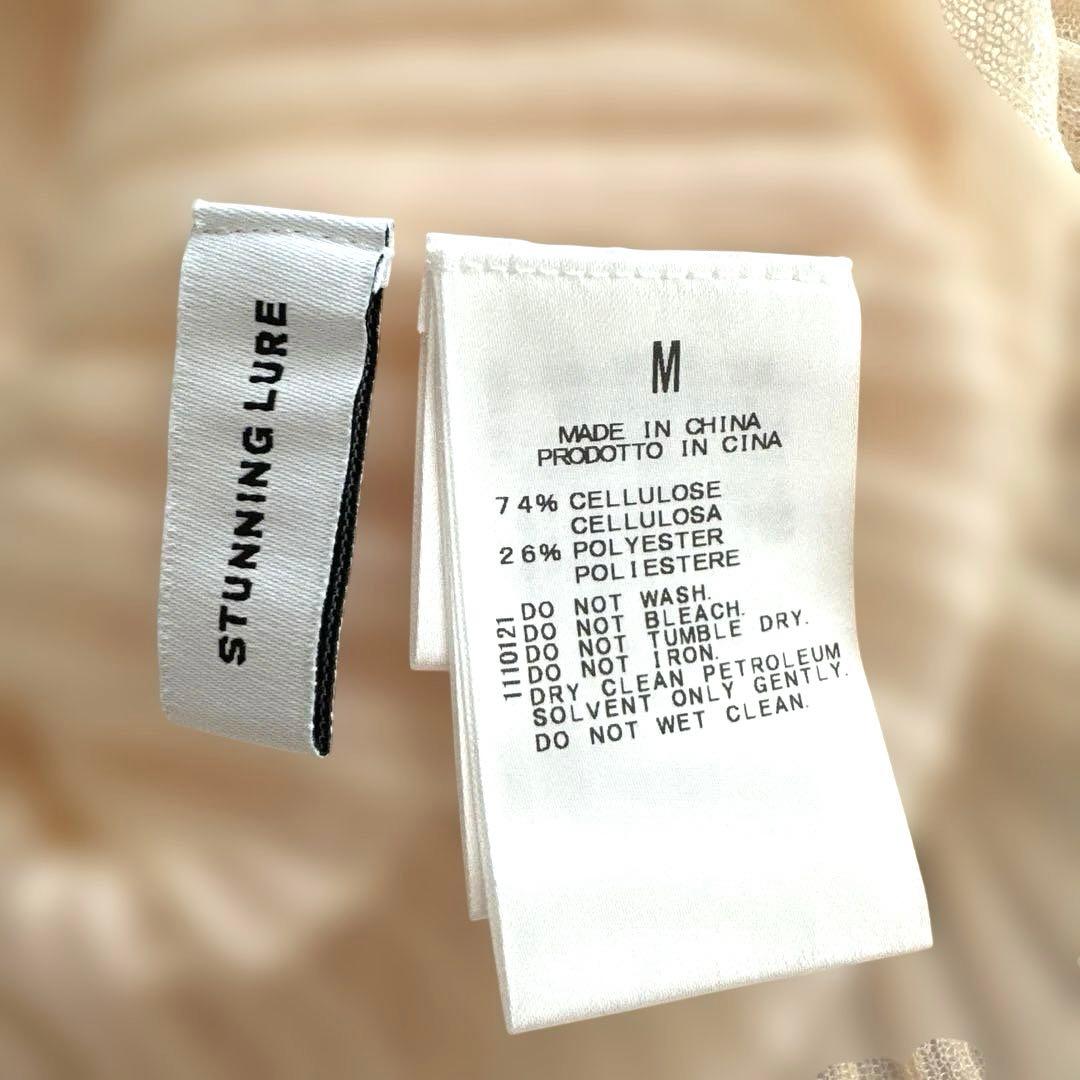 STUNNING LURE
M
MADE IN CHINA
PRODOTTO IN CINA
74% CELLULOSE
CELLULOSA
26% POLYESTER
POLIESTERE
1110121
DO NOT WASH.
DO NOT BLEACH.
DO NOT TUMBLE DRY.
DO NOT IRON.
DRY CLEAN PETROLEUM
SOLVENT ONLY GENTLY.
DO NOT WET CLEAN.